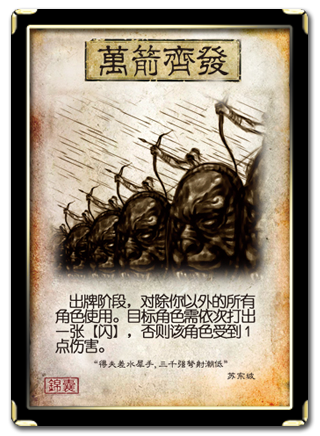 萬箭齊發
出牌阶段，对除你以外的所有
角色使用。目标角色需依次打出
一张【闪】，否则该角色受到1
点伤害。
“得夫差水犀手，三千强弩射潮低”
苏东坡
錦囊